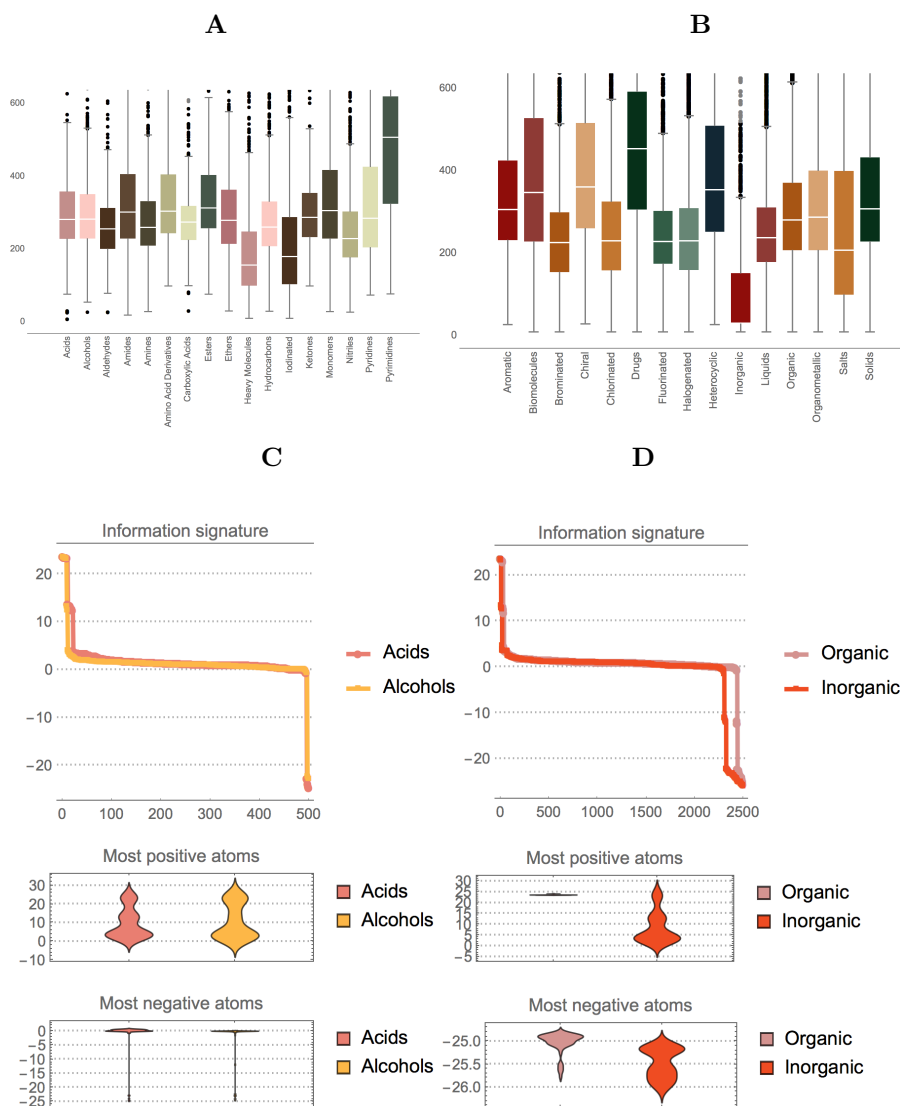 A
B
600
400
200
0
Acids
Alcohols
Aldehydes
Amides
Amines
Amino Acid Derivatives
Carboxylic Acids
Esters
Ethers
Heavy Molecules
Hydrocarbons
Iodinated
Ketones
Monomers
Nitriles
Pyridines
Pyrimidines
600
400
200
0
Aromatic
Biomolecules
Brominated
Chiral
Chlorinated
Drugs
Fluorinated
Halogenated
Heterocyclic
Inorganic
Liquids
Organic
Organometallic
Salts
Solids
C
D
Information signature
20
10
0
−10
−20
0 100 200 300 400 500
Acids
Alcohols
Information signature
20
10
0
−10
−20
0 500 1000 1500 2000 2500
Organic
Inorganic
Most positive atoms
30
20
10
0
−10
Acids
Alcohols
Most positive atoms
30
25
20
15
10
5
0
−5
Organic
Inorganic
Most negative atoms
0
−5
−10
−15
−20
−25
Acids
Alcohols
Most negative atoms
−25.0
−25.5
−26.0
Organic
Inorganic